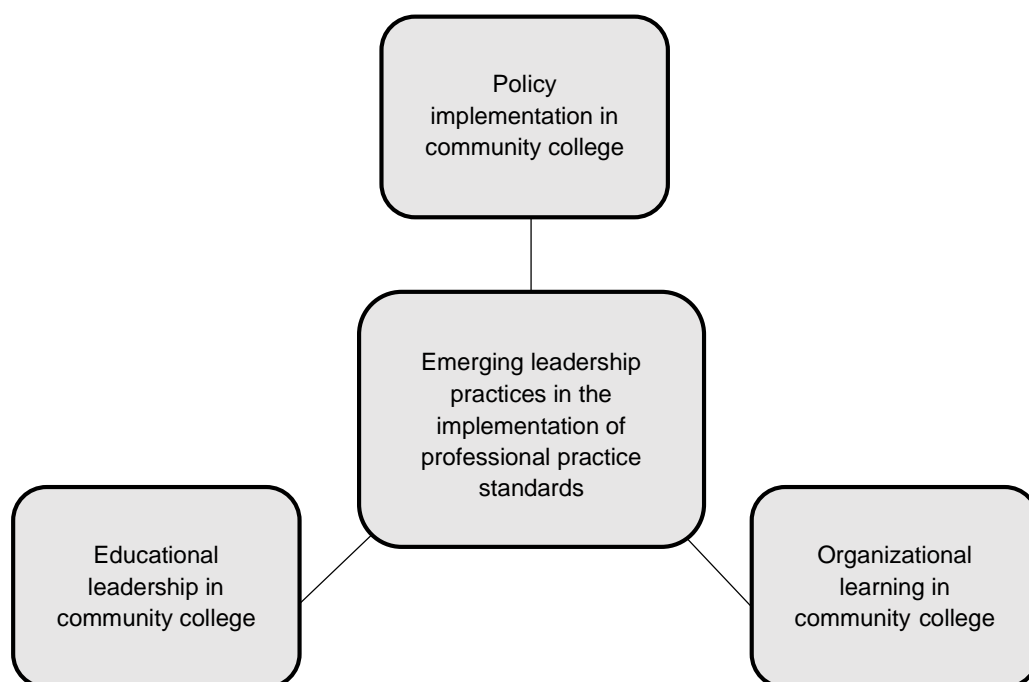 Policy
implementation in
community college
Emerging leadership
practices in the
implementation of
professional practice
standards
Educational
leadership in
community college
Organizational
learning in
community college